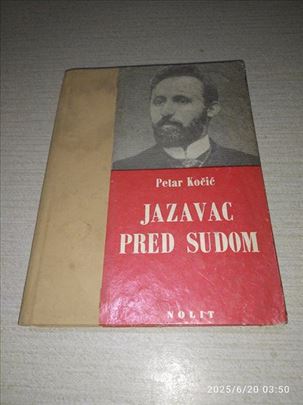 Petar Kočić
JAZAVAC
PRED SUDOM
NOLIT
2025/6/20 03:50